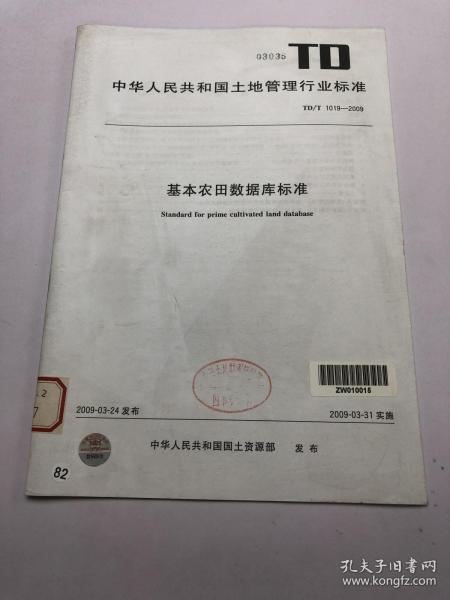 03035 TD
中华人民共和国土地管理行业标准
TD/T 1019—2009
基本农田数据库标准
Standard for prime cultivated land database
ZW010015
.2
7
2009-03-24 发布
2009-03-31 实施
中华人民共和国国土资源部 发布
82
孔夫子旧书网
www.kongfz.com